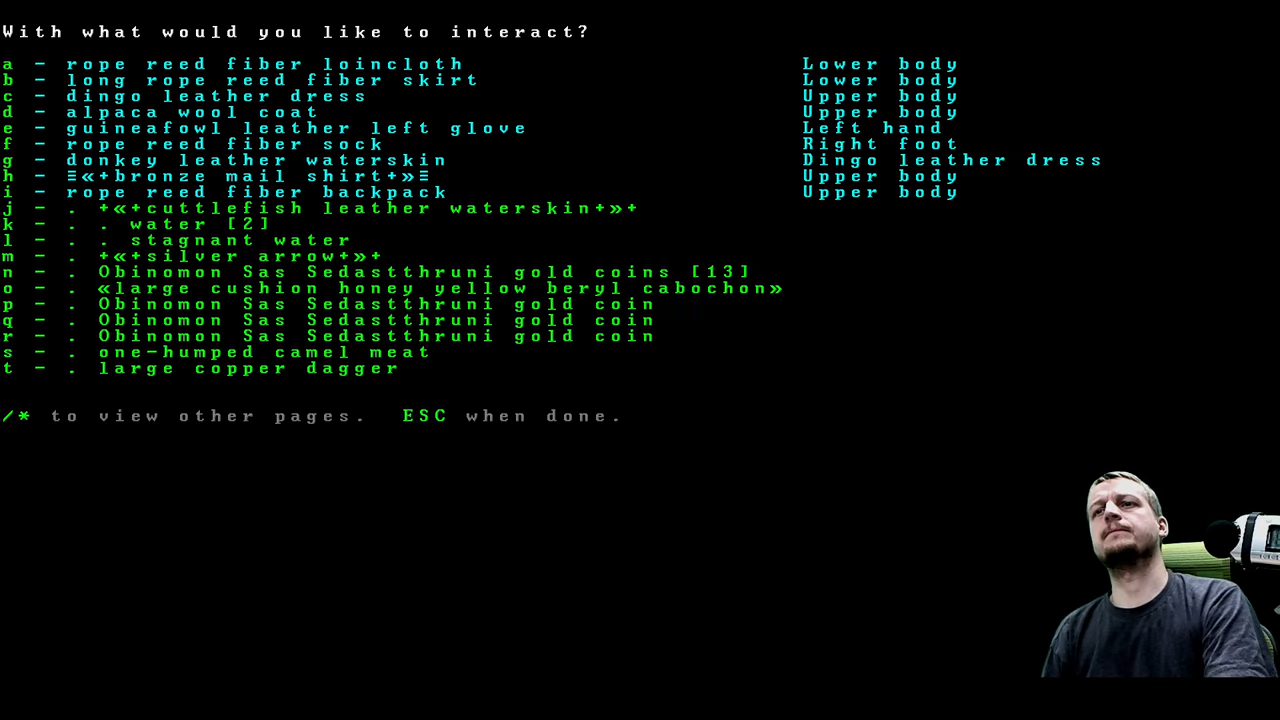 With what would you like to interact?
a - rope reed fiber loincloth Lower body
b - long rope reed fiber skirt Lower body
c - dingo leather dress Upper body
d - alpaca wool coat Upper body
e - guineafowl leather left glove Left hand
f - rope reed fiber sock Right foot
g - donkey leather waterskin Dingo leather dress
h - ≡«+bronze mail shirt+»≡ Upper body
i - rope reed fiber backpack Upper body
j - . +«+cuttlefish leather waterskin+»+
k - . . water [2]
l - . . stagnant water
m - . +«+silver arrow+»+
n - . Obinomon Sas Sedastthruni gold coins [13]
o - . «large cushion honey yellow beryl cabochon»
p - . Obinomon Sas Sedastthruni gold coin
q - . Obinomon Sas Sedastthruni gold coin
r - . Obinomon Sas Sedastthruni gold coin
s - . one-humped camel meat
t - . large copper dagger
/* to view other pages. ESC when done.